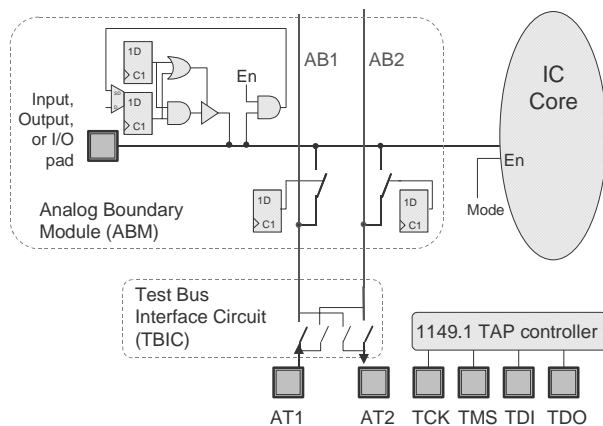 AB1
AB2
1D
C1
1D
C1
En
IC
Core
Input,
Output,
or I/O
pad
En
1D
C1
1D
C1
Mode
Analog Boundary
Module (ABM)
Test Bus
Interface Circuit
(TBIC)
1149.1 TAP controller
AT1
AT2
TCK
TMS
TDI
TDO